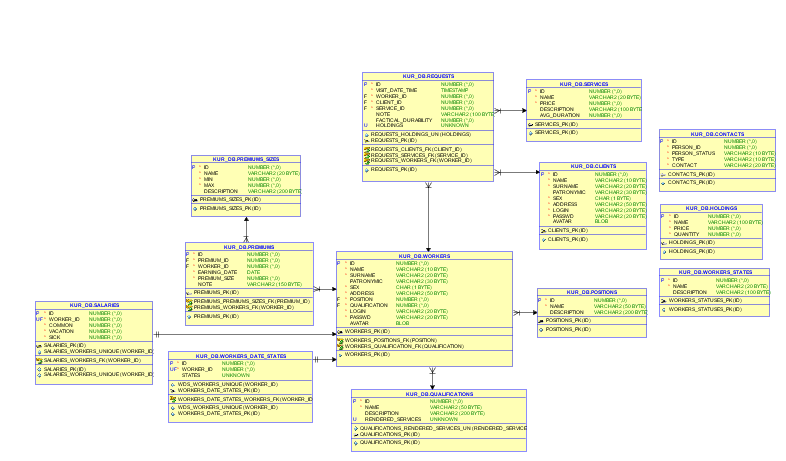 KUR_DB.REQUESTS
P * ID NUMBER (*,0)
* VISIT_DATE_TIME TIMESTAMP
F * WORKER_ID NUMBER (*,0)
F * CLIENT_ID NUMBER (*,0)
F * SERVICE_ID NUMBER (*,0)
NOTE VARCHAR2 (100 BYTE)
FACTICAL_DURABILITY NUMBER (*,0)
U HOLDINGS UNKNOWN
REQUESTS_HOLDINGS_UN (HOLDINGS)
REQUESTS_PK (ID)
REQUESTS_CLIENTS_FK (CLIENT_ID)
REQUESTS_SERVICES_FK (SERVICE_ID)
REQUESTS_WORKERS_FK (WORKER_ID)
REQUESTS_PK (ID)
KUR_DB.SERVICES
P * ID NUMBER (*,0)
* NAME VARCHAR2 (20 BYTE)
* PRICE NUMBER (*,0)
DESCRIPTION VARCHAR2 (100 BYTE)
AVG_DURATION NUMBER (*,0)
SERVICES_PK (ID)
SERVICES_PK (ID)
KUR_DB.CONTACTS
P * ID NUMBER (*,0)
* PERSON_ID NUMBER (*,0)
* PERSON_STATUS VARCHAR2 (10 BYTE)
* TYPE VARCHAR2 (10 BYTE)
* CONTACT VARCHAR2 (20 BYTE)
CONTACTS_PK (ID)
CONTACTS_PK (ID)
KUR_DB.PREMIUMS_SIZES
P * ID NUMBER (*,0)
* NAME VARCHAR2 (20 BYTE)
* MIN NUMBER (*,0)
* MAX NUMBER (*,0)
DESCRIPTION VARCHAR2 (200 BYTE)
PREMIUMS_SIZES_PK (ID)
PREMIUMS_SIZES_PK (ID)
KUR_DB.CLIENTS
P * ID NUMBER (*,0)
* NAME VARCHAR2 (10 BYTE)
* SURNAME VARCHAR2 (20 BYTE)
PATRONYMIC VARCHAR2 (30 BYTE)
* SEX CHAR (1 BYTE)
* ADDRESS VARCHAR2 (50 BYTE)
* LOGIN VARCHAR2 (20 BYTE)
* PASSWD VARCHAR2 (20 BYTE)
AVATAR BLOB
CLIENTS_PK (ID)
CLIENTS_PK (ID)
KUR_DB.HOLDINGS
P * ID NUMBER (*,0)
* NAME VARCHAR2 (100 BYTE)
* PRICE NUMBER (*,0)
* QUANTITY NUMBER (*,0)
HOLDINGS_PK (ID)
HOLDINGS_PK (ID)
KUR_DB.PREMIUMS
P * ID NUMBER (*,0)
F * PREMIUM_ID NUMBER (*,0)
F * WORKER_ID NUMBER (*,0)
* EARNING_DATE DATE
* PREMIUM_SIZE NUMBER (*,0)
NOTE VARCHAR2 (150 BYTE)
PREMIUMS_PK (ID)
PREMIUMS_PREMIUMS_SIZES_FK (PREMIUM_ID)
PREMIUMS_WORKERS_FK (WORKER_ID)
PREMIUMS_PK (ID)
KUR_DB.WORKERS
P * ID NUMBER (*,0)
* NAME VARCHAR2 (10 BYTE)
* SURNAME VARCHAR2 (20 BYTE)
PATRONYMIC VARCHAR2 (30 BYTE)
* SEX CHAR (1 BYTE)
* ADDRESS VARCHAR2 (50 BYTE)
F * POSITION NUMBER (*,0)
F * QUALIFICATION NUMBER (*,0)
* LOGIN VARCHAR2 (20 BYTE)
* PASSWD VARCHAR2 (20 BYTE)
AVATAR BLOB
WORKERS_PK (ID)
WORKERS_POSITIONS_FK (POSITION)
WORKERS_QUALIFICATION_FK (QUALIFICATION)
WORKERS_PK (ID)
KUR_DB.WORKERS_STATES
P * ID NUMBER (*,0)
* NAME VARCHAR2 (20 BYTE)
DESCRIPTION VARCHAR2 (100 BYTE)
WORKERS_STATUSES_PK (ID)
WORKERS_STATUSES_PK (ID)
KUR_DB.POSITIONS
P * ID NUMBER (*,0)
* NAME VARCHAR2 (50 BYTE)
DESCRIPTION VARCHAR2 (200 BYTE)
POSITIONS_PK (ID)
POSITIONS_PK (ID)
KUR_DB.SALARIES
P * ID NUMBER (*,0)
UF* WORKER_ID NUMBER (*,0)
* COMMON NUMBER (*,0)
* VACATION NUMBER (*,0)
* SICK NUMBER (*,0)
SALARIES_PK (ID)
SALARIES_WORKERS_UNIQUE (WORKER_ID)
SALARIES_WORKERS_FK (WORKER_ID)
SALARIES_PK (ID)
SALARIES_WORKERS_UNIQUE (WORKER_ID)
KUR_DB.WORKERS_DATE_STATES
P * ID NUMBER (*,0)
UF* WORKER_ID NUMBER (*,0)
STATES UNKNOWN
WDS_WORKERS_UNIQUE (WORKER_ID)
WORKERS_DATE_STATES_PK (ID)
WORKERS_DATE_STATES_WORKERS_FK (WORKER_ID)
WDS_WORKERS_UNIQUE (WORKER_ID)
WORKERS_DATE_STATES_PK (ID)
KUR_DB.QUALIFICATIONS
P * ID NUMBER (*,0)
* NAME VARCHAR2 (50 BYTE)
DESCRIPTION VARCHAR2 (200 BYTE)
U RENDERED_SERVICES UNKNOWN
QUALIFICATIONS_RENDERED_SERVICES_UN (RENDERED_SERVICE
QUALIFICATIONS_PK (ID)
QUALIFICATIONS_PK (ID)